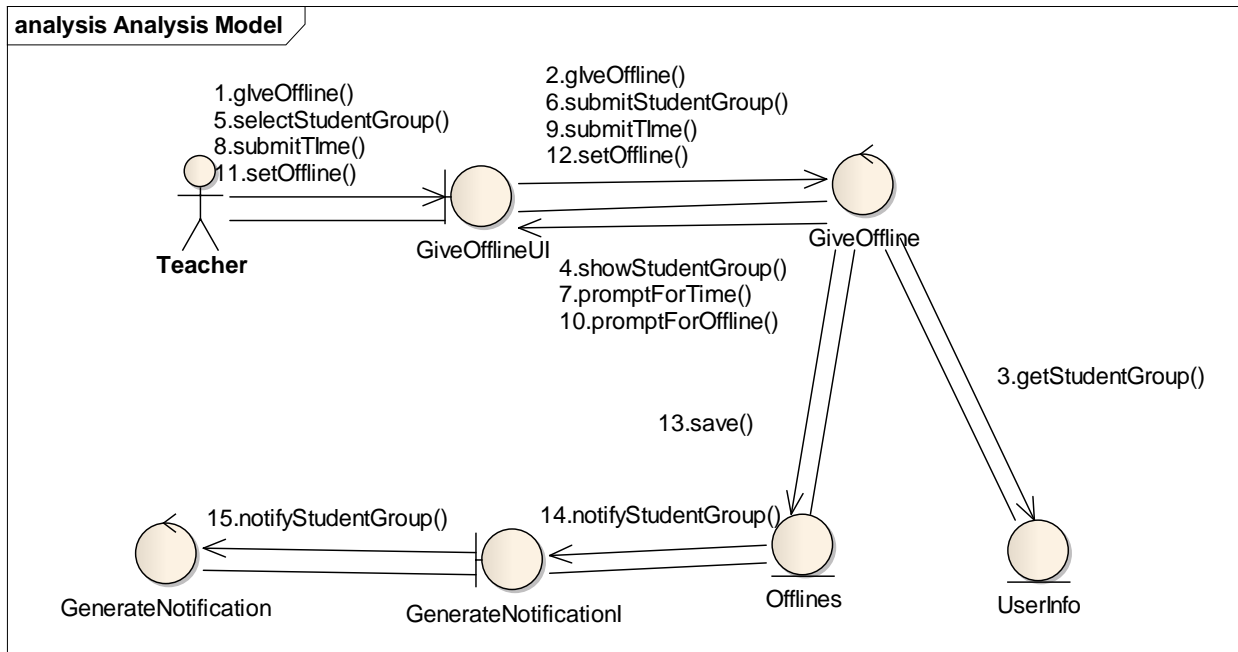 analysis Analysis Model
1.gIveOffline()
5.selectStudentGroup()
8.submitTIme()
11.setOffline()
2.gIveOffline()
6.submitStudentGroup()
9.submitTIme()
12.setOffline()
Teacher
GiveOfflineUI
GiveOffline
4.showStudentGroup()
7.promptForTime()
10.promptForOffline()
3.getStudentGroup()
13.save()
15.notifyStudentGroup()
14.notifyStudentGroup()
GenerateNotification
GenerateNotificationI
Offlines
UserInfo